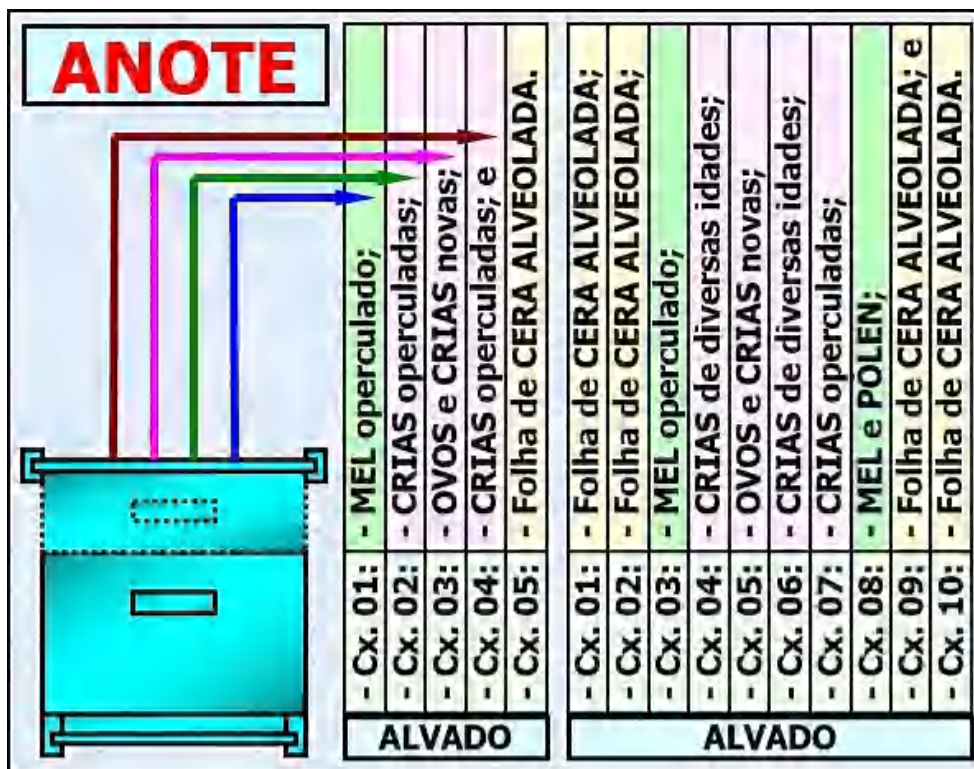 ANOTE
- Cx. 01: - MEL operculado;
- Cx. 02: - CRIAS operculadas;
- Cx. 03: - OVOS e CRIAS novas;
- Cx. 04: - CRIAS operculadas; e
- Cx. 05: - Folha de CERA ALVEOLADA.
ALVADO
- Cx. 01: - Folha de CERA ALVEOLADA;
- Cx. 02: - Folha de CERA ALVEOLADA;
- Cx. 03: - MEL operculado;
- Cx. 04: - CRIAS de diversas idades;
- Cx. 05: - OVOS e CRIAS novas;
- Cx. 06: - CRIAS de diversas idades;
- Cx. 07: - CRIAS operculadas;
- Cx. 08: - MEL e PÓLEN;
- Cx. 09: - Folha de CERA ALVEOLADA; e
- Cx. 10: - Folha de CERA ALVEOLADA.
ALVADO